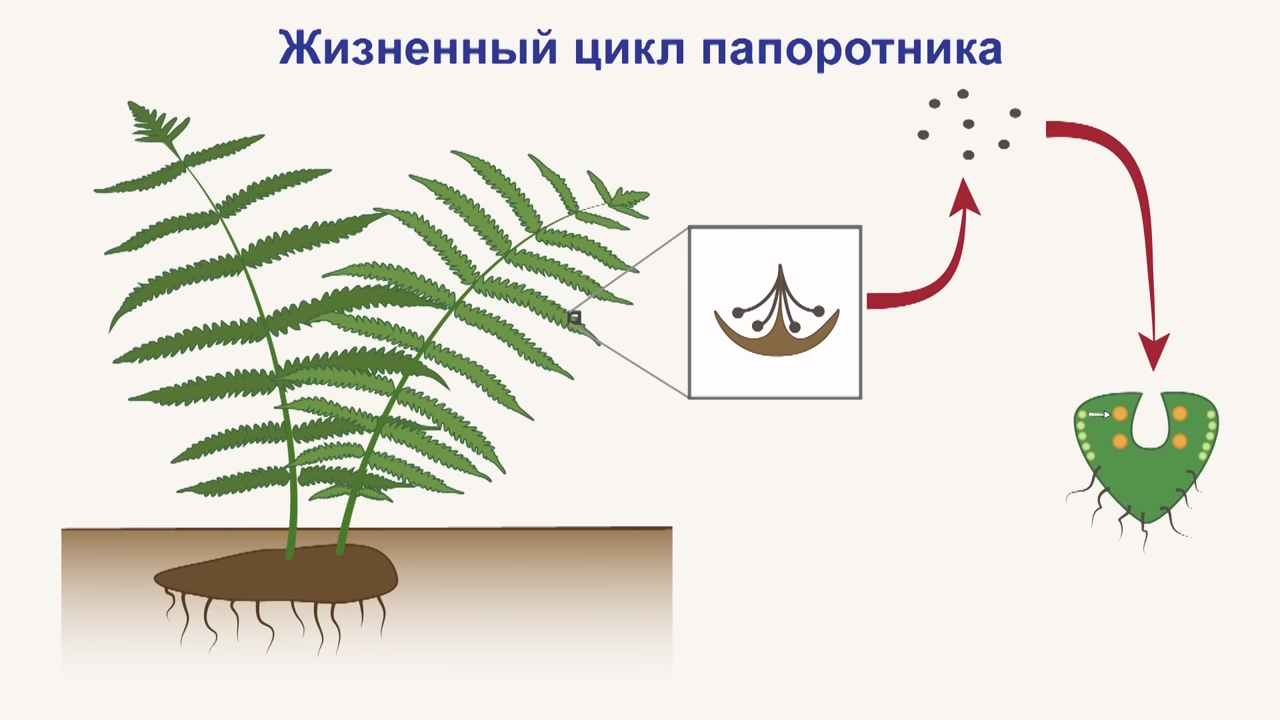 Жизненный цикл папоротника